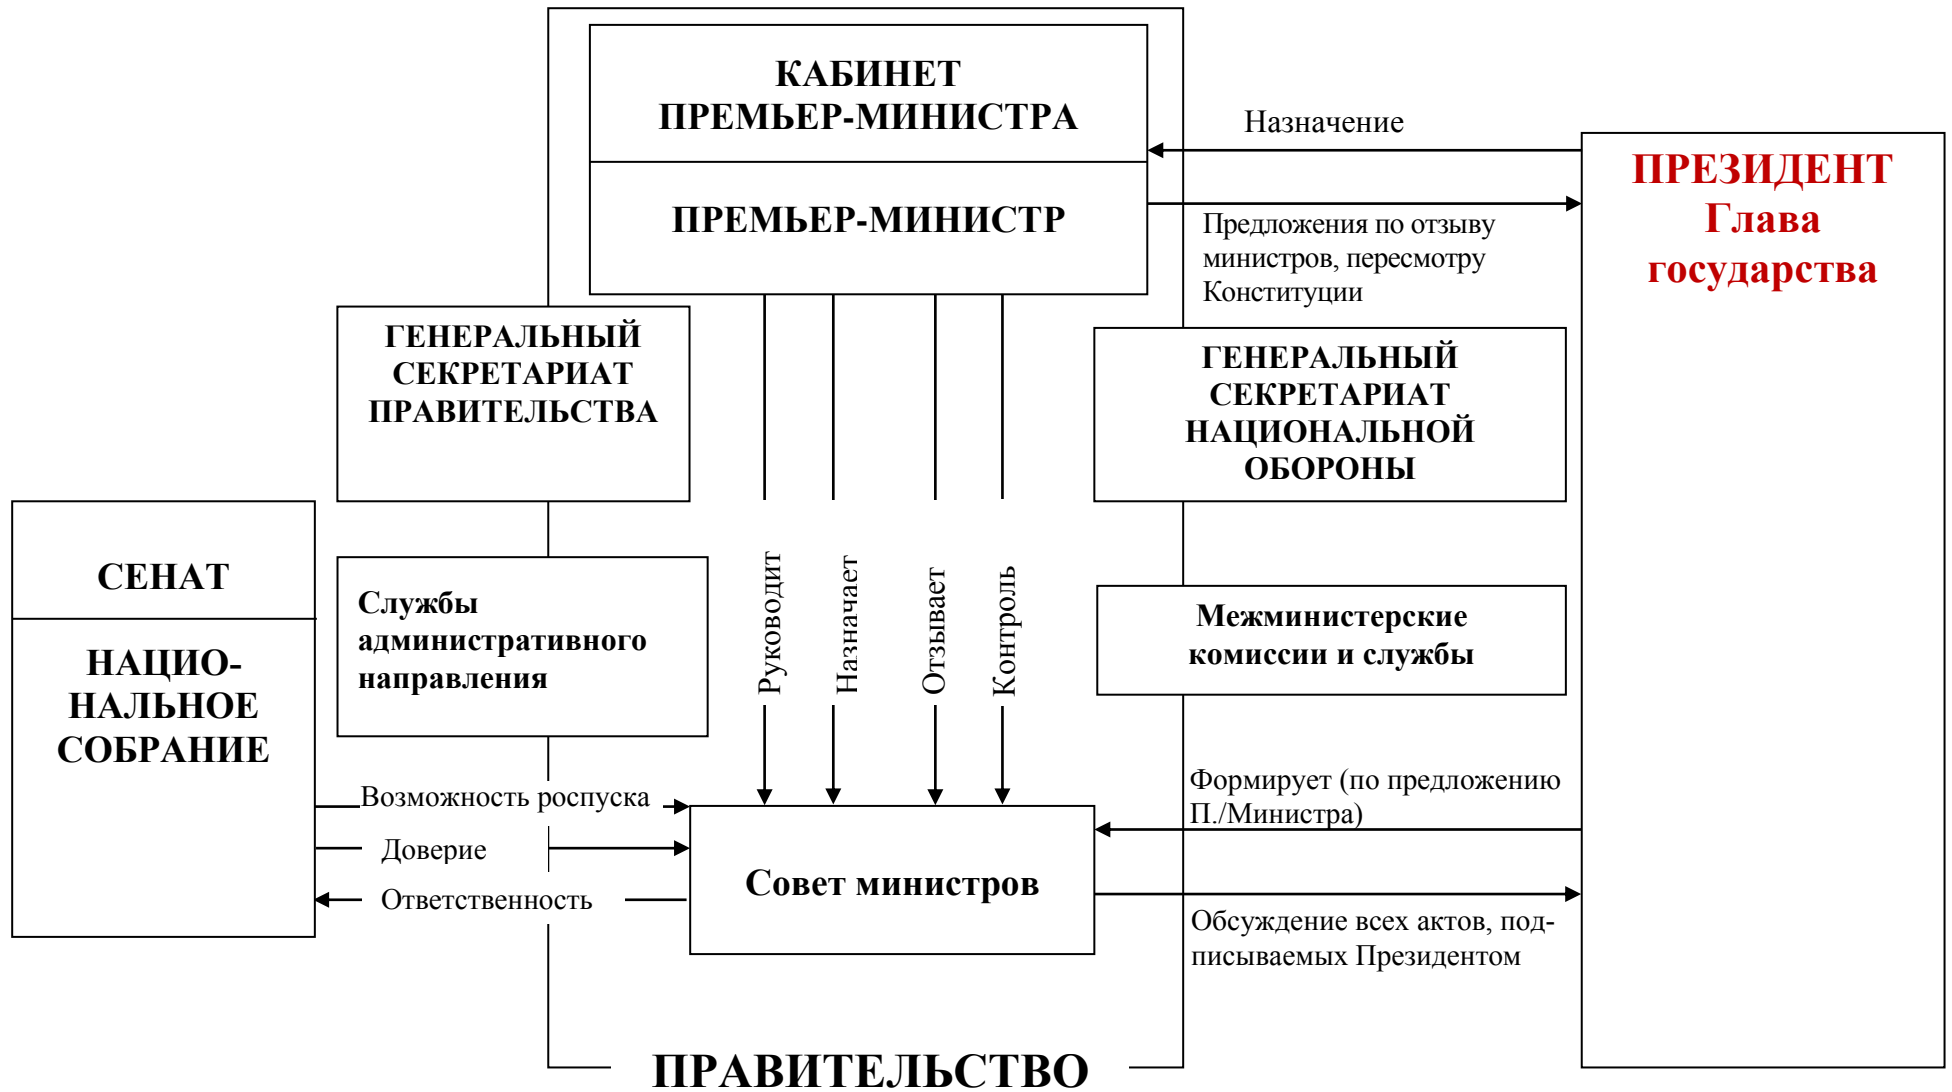 КАБИНЕТ
ПРЕМЬЕР-МИНИСТРА
ПРЕМЬЕР-МИНИСТР
Назначение
Предложения по отзыву
министров, пересмотру
Конституции
ПРЕЗИДЕНТ
Глава
государства
ГЕНЕРАЛЬНЫЙ
СЕКРЕТАРИАТ
ПРАВИТЕЛЬСТВА
ГЕНЕРАЛЬНЫЙ
СЕКРЕТАРИАТ
НАЦИОНАЛЬНОЙ
ОБОРОНЫ
СЕНАТ
НАЦИО-
НАЛЬНОЕ
СОБРАНИЕ
Службы
административного
направления
Руководит
Назначает
Отзывает
Контроль
Межминистерские
комиссии и службы
Возможность роспуска
Доверие
Ответственность
Совет министров
Формирует (по предложению
П./Министра)
Обсуждение всех актов, под-
писываемых Президентом
ПРАВИТЕЛЬСТВО